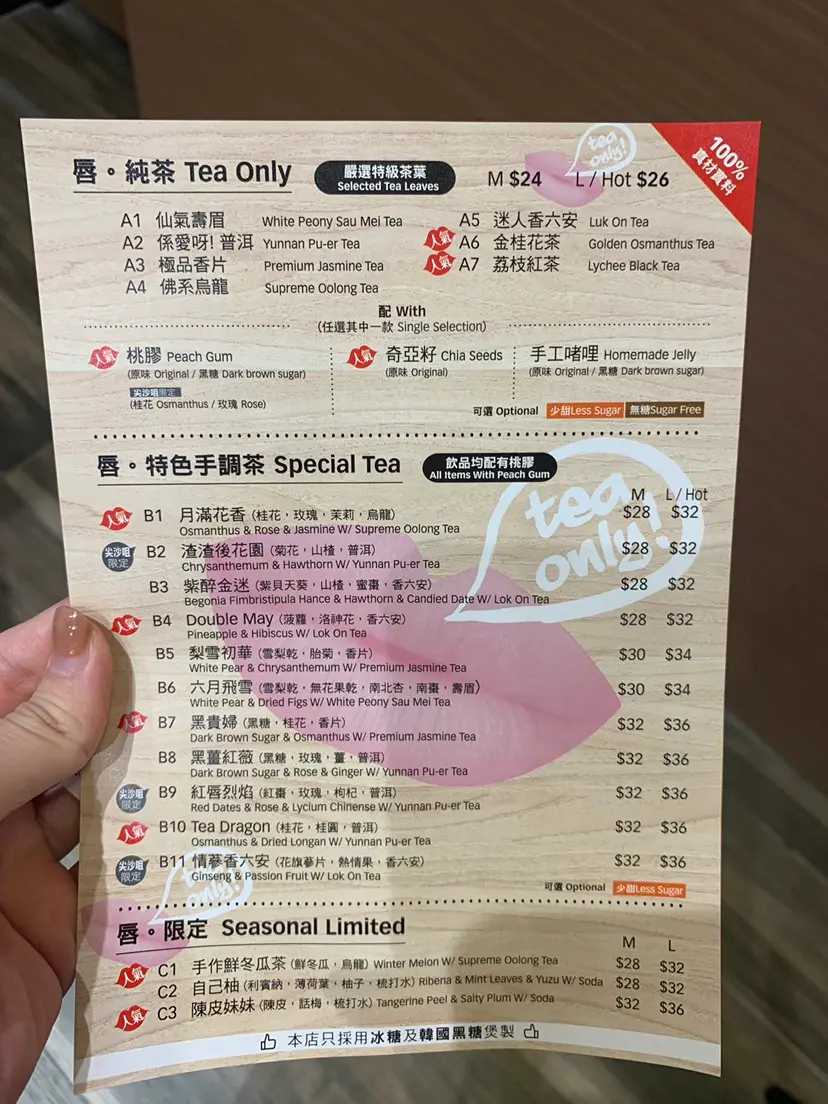 唇。純茶 Tea Only
嚴選特級茶葉
Selected Tea Leaves
M $24 L / Hot $26
tea only!
100%
真材實料
A1 仙氣壽眉 White Peony Sau Mei Tea
A2 係愛呀! 普洱 Yunnan Pu-er Tea
A3 極品香片 Premium Jasmine Tea
A4 佛系烏龍 Supreme Oolong Tea
A5 迷人香六安 Luk On Tea
人氣 A6 金桂花茶 Golden Osmanthus Tea
人氣 A7 荔枝紅茶 Lychee Black Tea
配 With
(任選其中一款 Single Selection)
人氣 桃膠 Peach Gum
(原味 Original / 黑糖 Dark brown sugar)
尖沙咀限定
(桂花 Osmanthus / 玫瑰 Rose)
人氣 奇亞籽 Chia Seeds
(原味 Original)
手工啫喱 Homemade Jelly
(原味 Original / 黑糖 Dark brown sugar)
可選 Optional 少甜Less Sugar 無糖Sugar Free
唇。特色手調茶 Special Tea
飲品均配有桃膠
All Items With Peach Gum
tea only!
M L / Hot
人氣 B1 月滿花香 (桂花，玫瑰，茉莉，烏龍) $28 $32
Osmanthus & Rose & Jasmine W/ Supreme Oolong Tea
尖沙咀限定 B2 渣渣後花園 (菊花，山楂，普洱) $28 $32
Chrysanthemum & Hawthorn W/ Yunnan Pu-er Tea
B3 紫醉金迷 (紫貝天葵，山楂，蜜棗，香六安) $28 $32
Begonia Fimbristipula Hance & Hawthorn & Candied Date W/ Lok On Tea
人氣 B4 Double May (菠蘿，洛神花，香六安) $28 $32
Pineapple & Hibiscus W/ Lok On Tea
B5 梨雪初華 (雪梨乾，胎菊，香片) $30 $34
White Pear & Chrysanthemum W/ Premium Jasmine Tea
B6 六月飛雪 (雪梨乾，無花果乾，南北杏，南棗，壽眉) $30 $34
White Pear & Dried Figs W/ White Peony Sau Mei Tea
人氣 B7 黑貴婦 (黑糖，桂花，香片) $32 $36
Dark Brown Sugar & Osmanthus W/ Premium Jasmine Tea
B8 黑薑紅薇 (黑糖，玫瑰，薑，普洱) $32 $36
Dark Brown Sugar & Rose & Ginger W/ Yunnan Pu-er Tea
尖沙咀限定 B9 紅唇烈焰 (紅棗，玫瑰，枸杞，普洱) $32 $36
Red Dates & Rose & Lycium Chinense W/ Yunnan Pu-er Tea
人氣 B10 Tea Dragon (桂花，桂圓，普洱) $32 $36
Osmanthus & Dried Longan W/ Yunnan Pu-er Tea
尖沙咀限定 B11 情蔘香六安 (花旗蔘片，熱情果，香六安) $32 $36
Ginseng & Passion Fruit W/ Lok On Tea
tea only!
可選 Optional 少甜Less Sugar
唇。限定 Seasonal Limited
M L
人氣 C1 手作鮮冬瓜茶 (鮮冬瓜，烏龍) Winter Melon W/ Supreme Oolong Tea $28 $32
C2 自己柚 (利賓納，薄荷葉，柚子，梳打水) Ribena & Mint Leaves & Yuzu W/ Soda $28 $32
人氣 C3 陳皮妹妹 (陳皮，話梅，梳打水) Tangerine Peel & Salty Plum W/ Soda $32 $36
本店只採用冰糖及韓國黑糖煲製